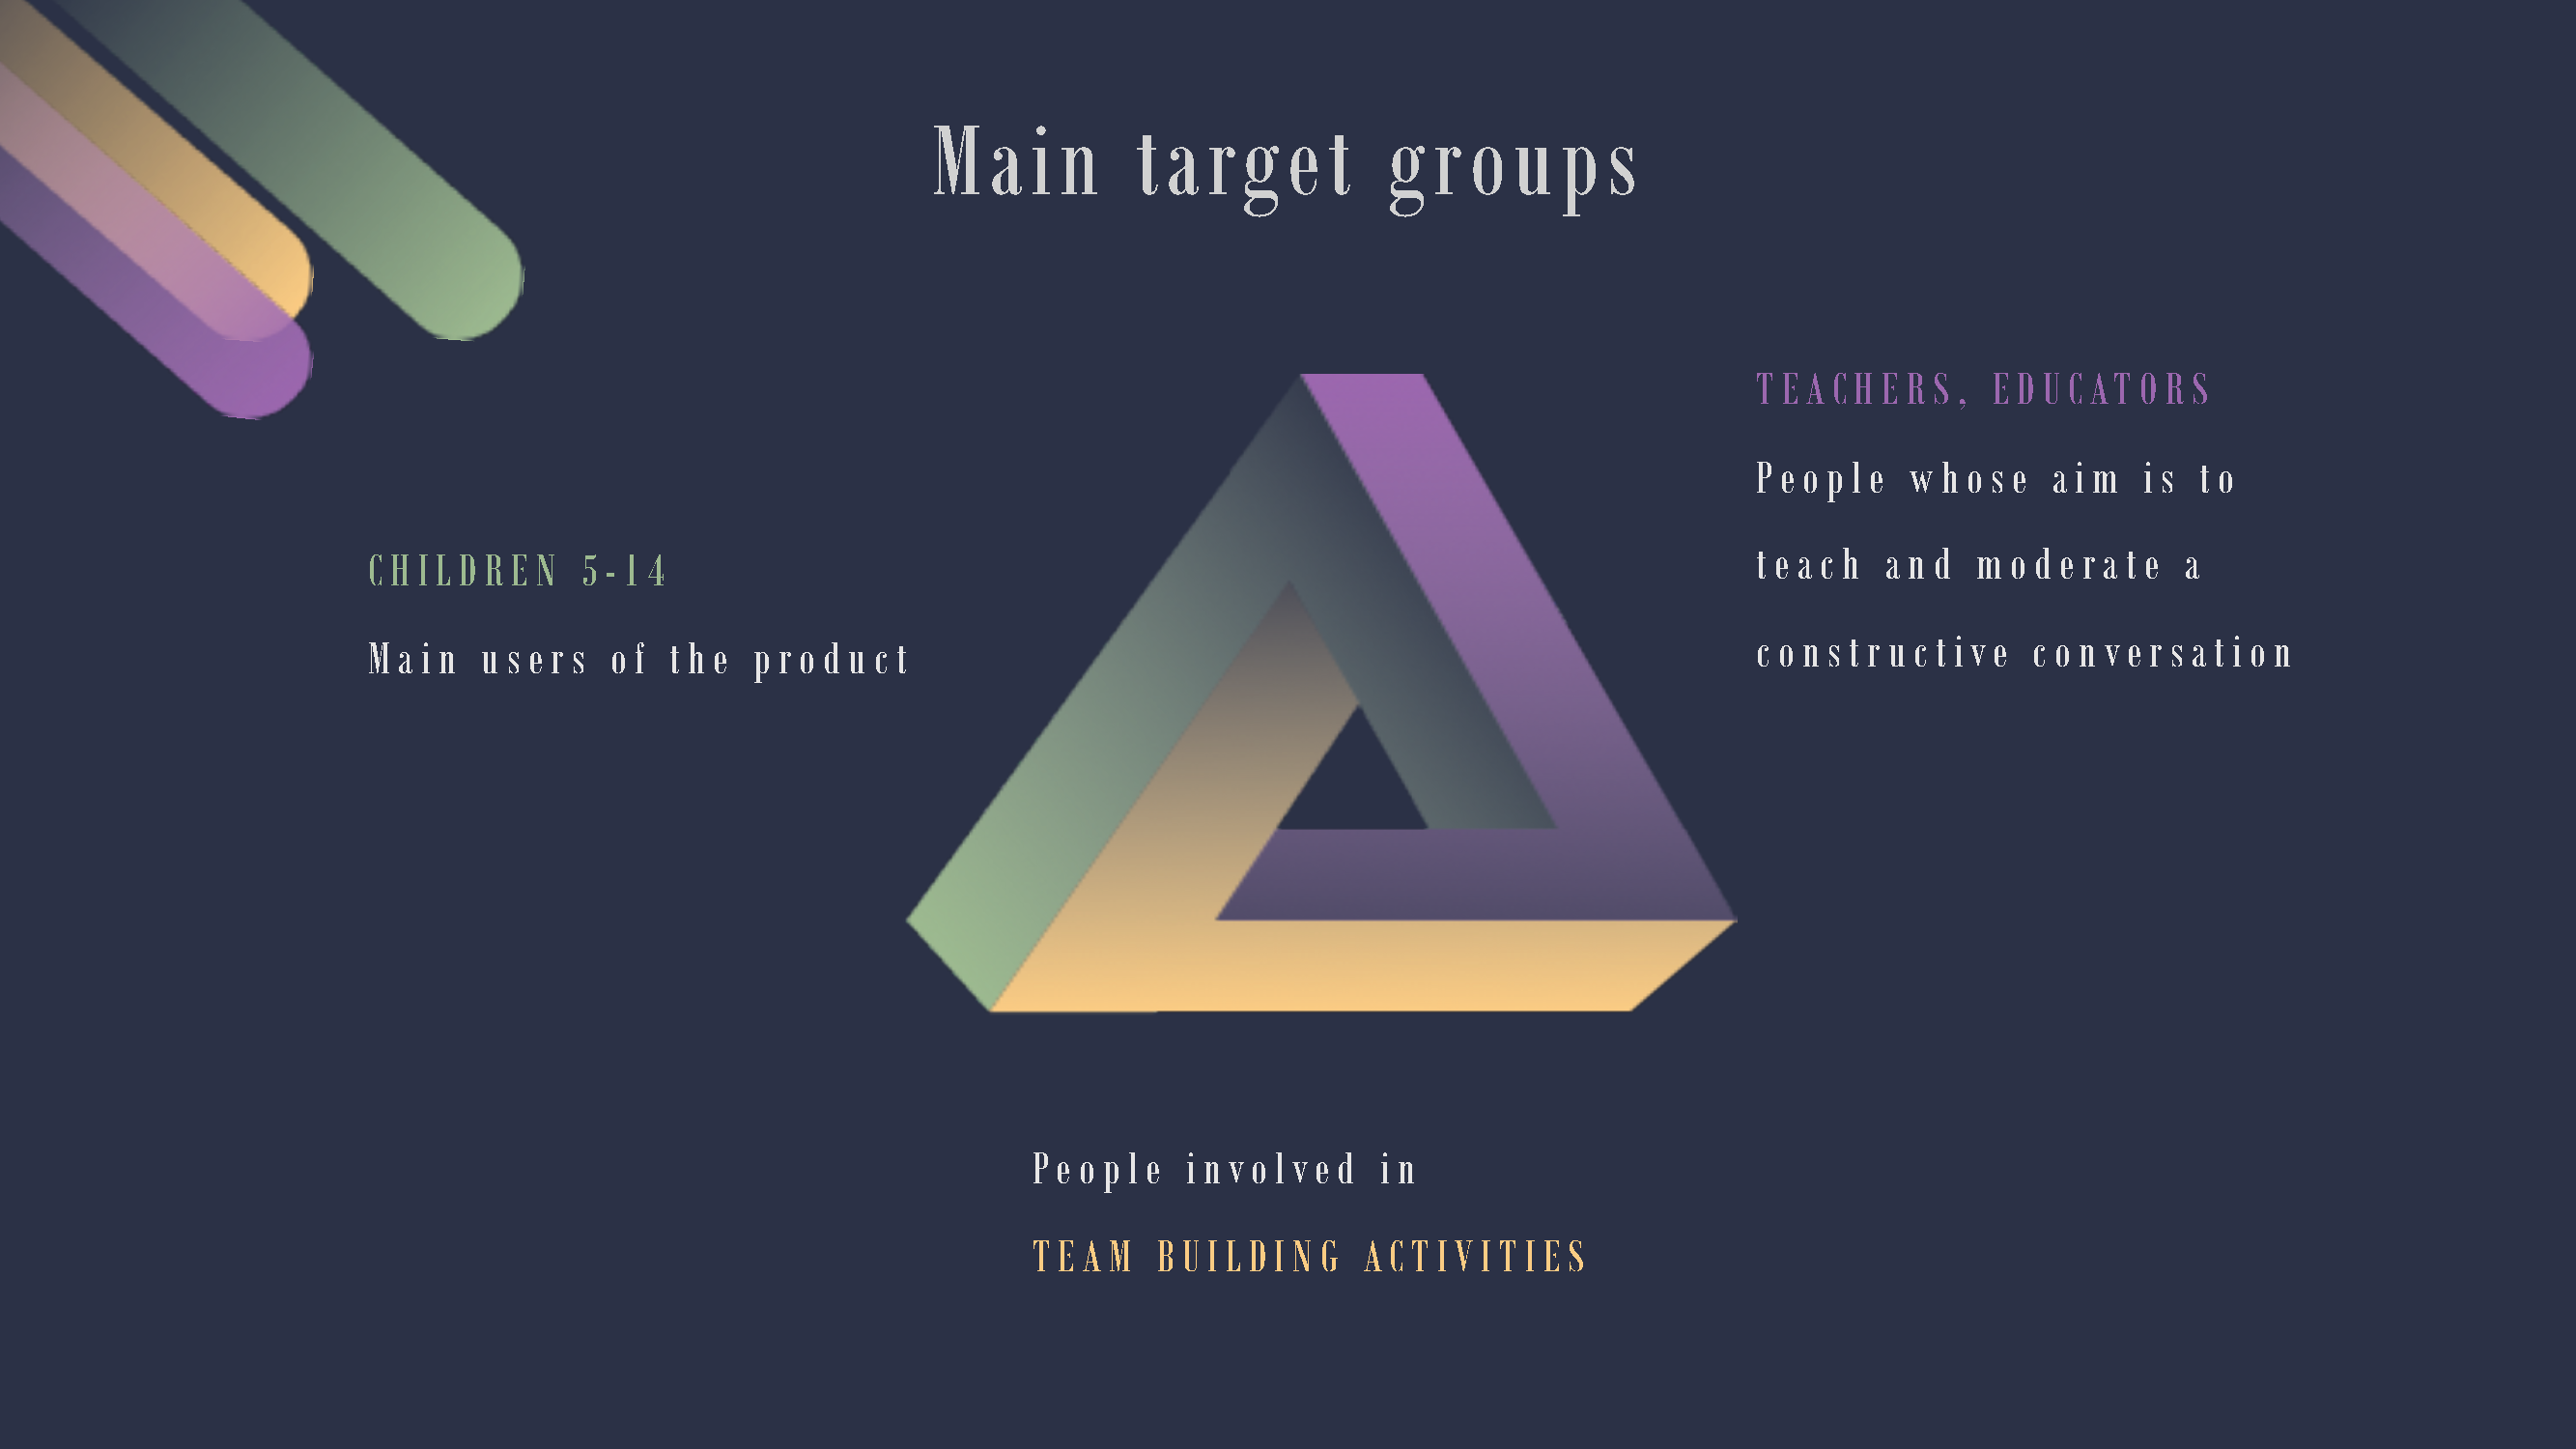 Main target groups
CHILDREN 5-14
Main users of the product
TEACHERS, EDUCATORS
People whose aim is to
teach and moderate a
constructive conversation
People involved in
TEAM BUILDING ACTIVITIES